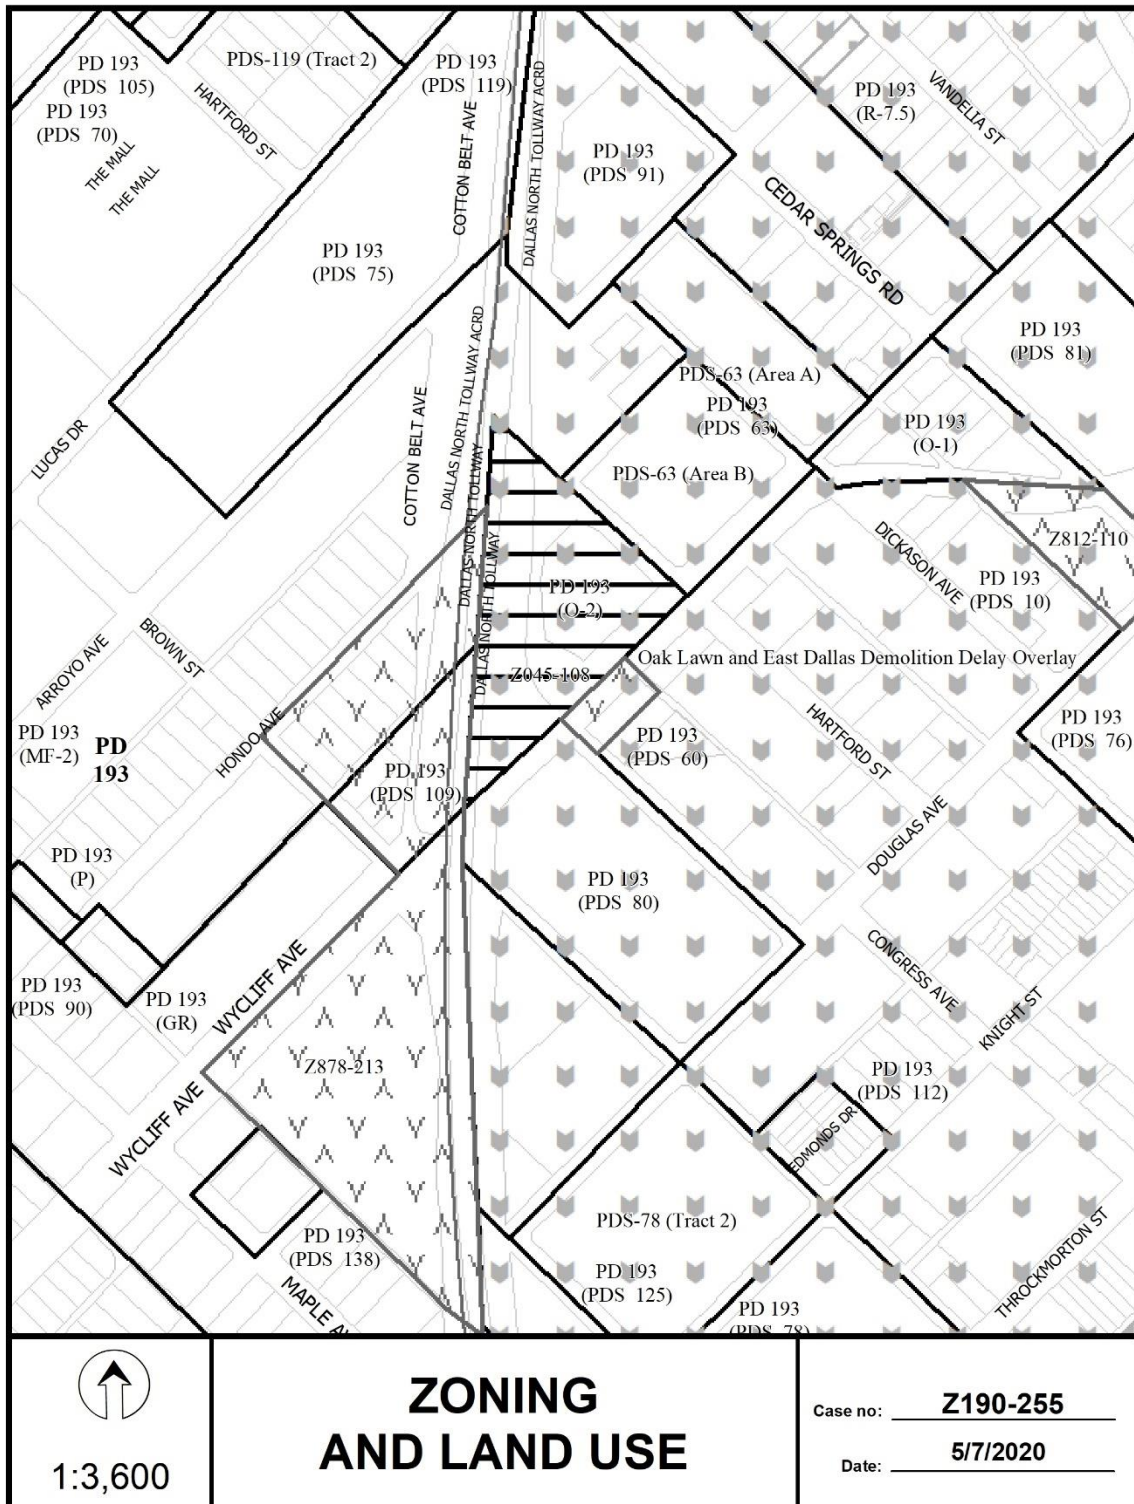 PD 193
(PDS 105)
PD 193
(PDS 70)
THE MALL
THE MALL
HARTFORD ST
PDS-119 (Tract 2)
PD 193
(PDS 119)
COTTON BELT AVE
DALLAS NORTH TOLLWAY ACRD
PD 193
(PDS 91)
PD 193
(R-7.5)
VANDELIA ST
CEDAR SPRINGS RD
PD 193
(PDS 75)
PD 193
(PDS 81)
LUCAS DR
COTTON BELT AVE
DALLAS NORTH TOLLWAY ACRD
DALLAS NORTH TOLLWAY
DALLAS NORTH TOLLWAY
PDS-63 (Area A)
PD 193
(PDS 63)
PDS-63 (Area B)
PD 193
(O-1)
Z812-110
DICKASON AVE
PD 193
(PDS 10)
PD 193
(O-2)
Z045-108
Oak Lawn and East Dallas Demolition Delay Overlay
ARROYO AVE
BROWN ST
HONDO AVE
PD 193
(MF-2)
PD
193
PD 193
(PDS 109)
PD 193
(PDS 60)
HARTFORD ST
PD 193
(PDS 76)
DOUGLAS AVE
PD 193
(P)
PD 193
(PDS 80)
PD 193
(PDS 90)
PD 193
(GR)
WYCLIFF AVE
CONGRESS AVE
KNIGHT ST
Z878-213
WYCLIFF AVE
PD 193
(PDS 112)
EDMONDS DR
PD 193
(PDS 138)
MAPLE AV
PDS-78 (Tract 2)
PD 193
(PDS 125)
PD 193
(PDS 78)
THROCKMORTON ST
1:3,600
ZONING
AND LAND USE
Case no: Z190-255
Date: 5/7/2020